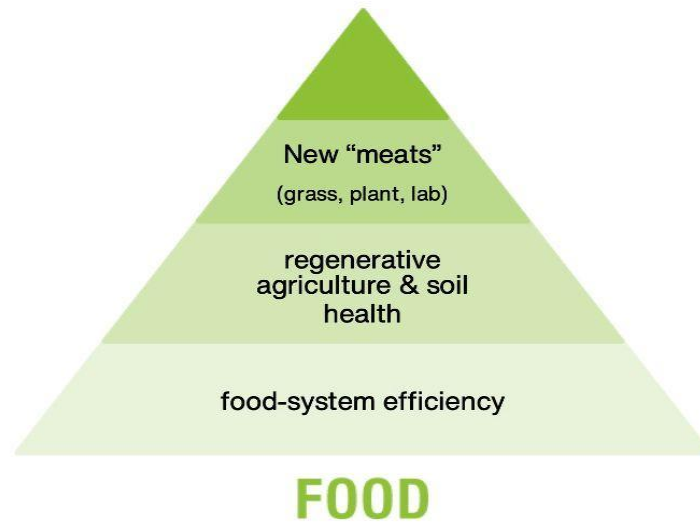 New “meats”
(grass, plant, lab)
regenerative
agriculture & soil
health
food-system efficiency
FOOD